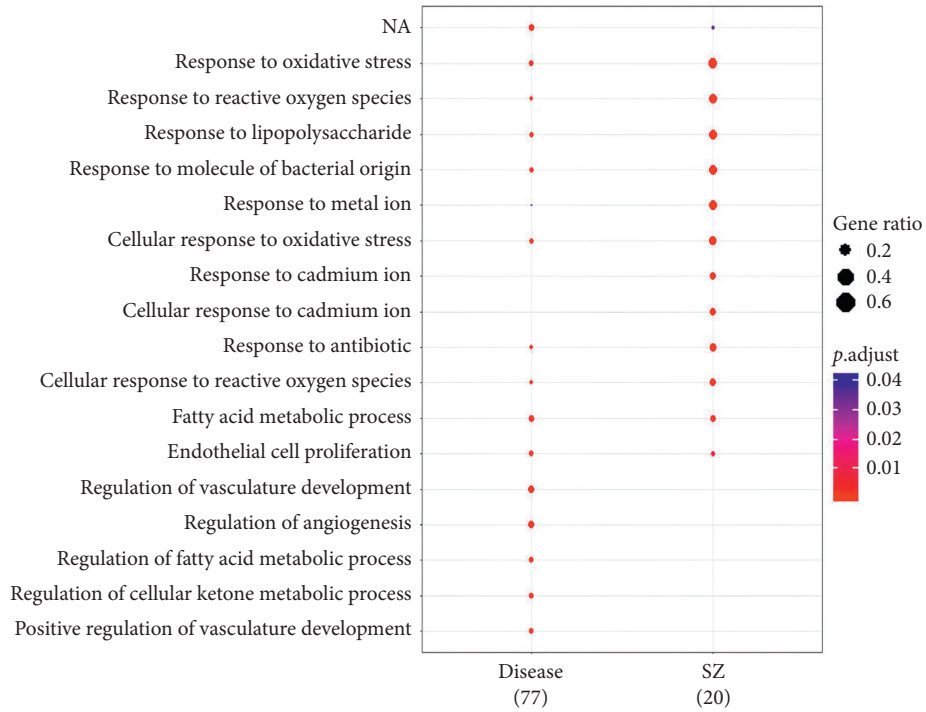 NA
Response to oxidative stress
Response to reactive oxygen species
Response to lipopolysaccharide
Response to molecule of bacterial origin
Response to metal ion
Cellular response to oxidative stress
Response to cadmium ion
Cellular response to cadmium ion
Response to antibiotic
Cellular response to reactive oxygen species
Fatty acid metabolic process
Endothelial cell proliferation
Regulation of vasculature development
Regulation of angiogenesis
Regulation of fatty acid metabolic process
Regulation of cellular ketone metabolic process
Positive regulation of vasculature development
Disease
(77)
SZ
(20)
Gene ratio
0.2
0.4
0.6
p.adjust
0.04
0.03
0.02
0.01